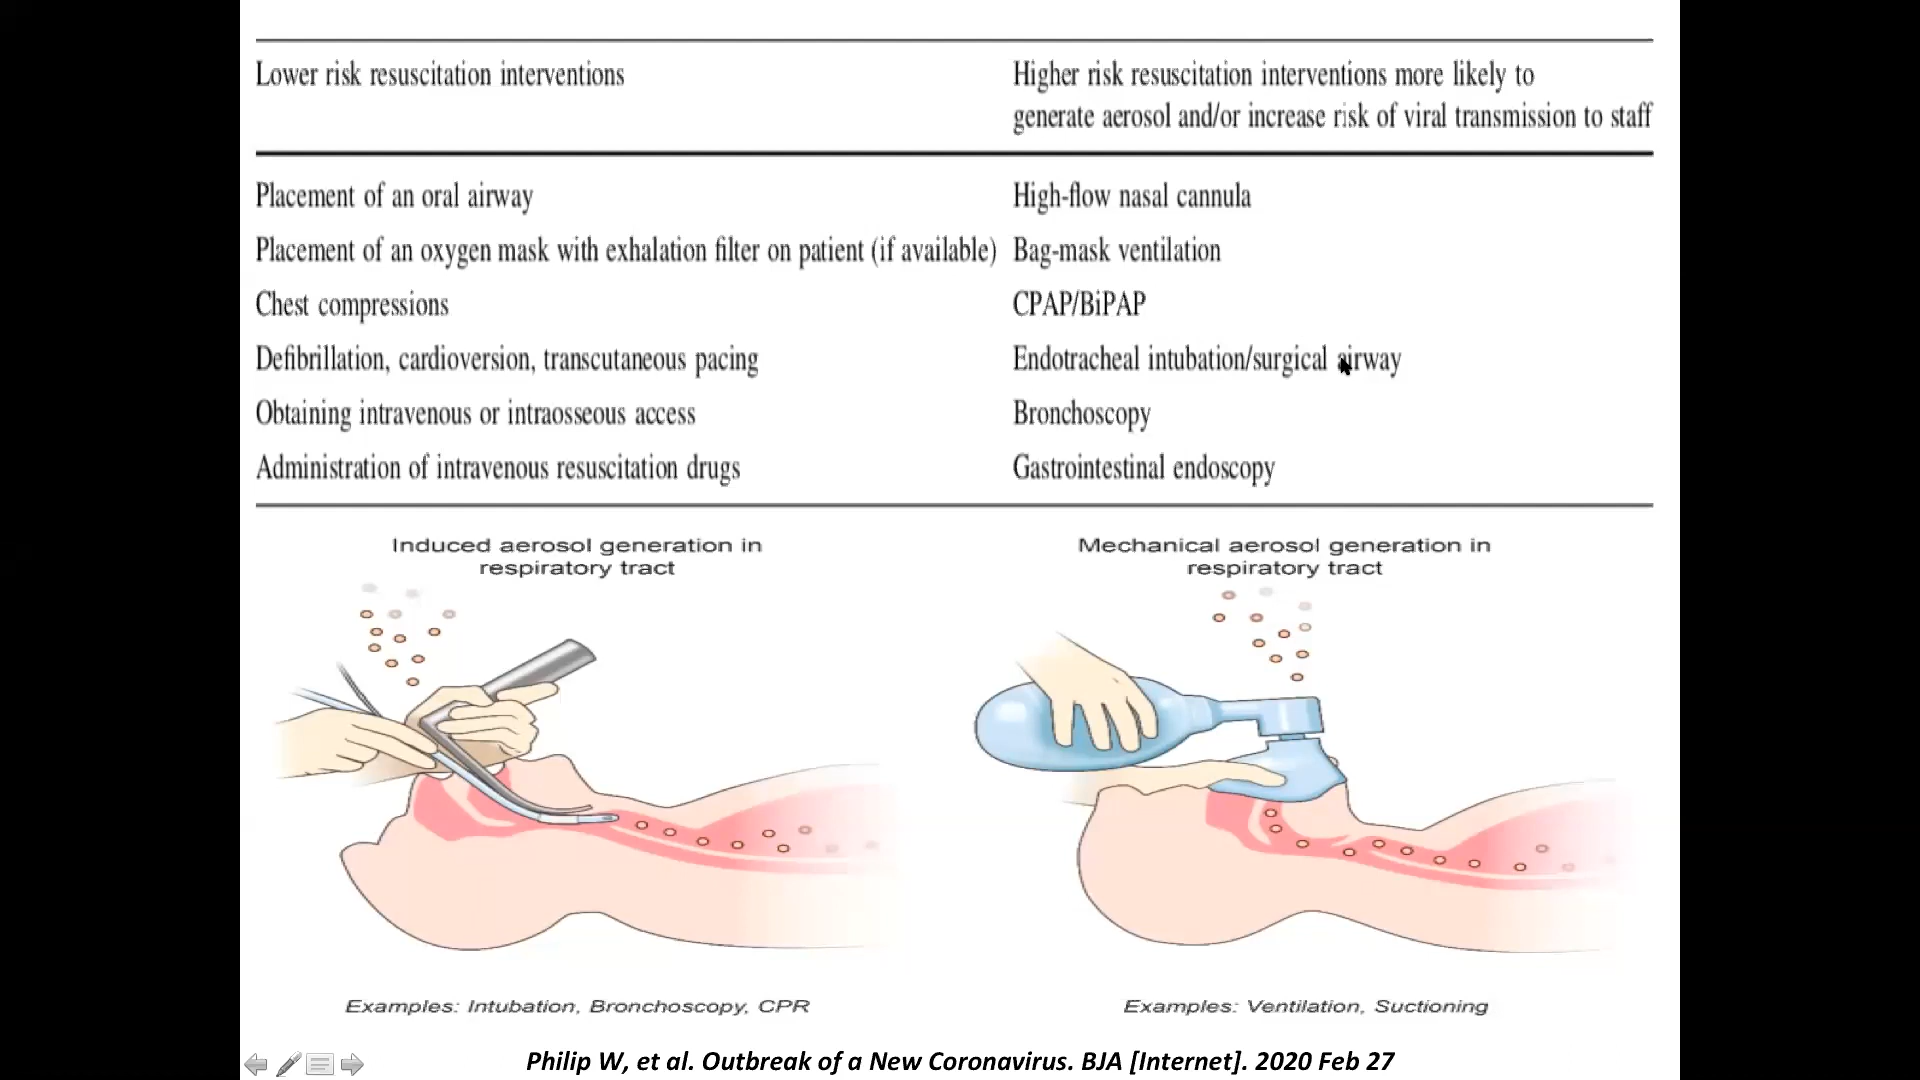 Lower risk resuscitation interventions
Higher risk resuscitation interventions more likely to
generate aerosol and/or increase risk of viral transmission to staff
Placement of an oral airway
High-flow nasal cannula
Placement of an oxygen mask with exhalation filter on patient (if available)
Bag-mask ventilation
Chest compressions
CPAP/BiPAP
Defibrillation, cardioversion, transcutaneous pacing
Endotracheal intubation/surgical airway
Obtaining intravenous or intraosseous access
Bronchoscopy
Administration of intravenous resuscitation drugs
Gastrointestinal endoscopy
Induced aerosol generation in
respiratory tract
Mechanical aerosol generation in
respiratory tract
Examples: Intubation, Bronchoscopy, CPR
Examples: Ventilation, Suctioning
Philip W, et al. Outbreak of a New Coronavirus. BJA [Internet]. 2020 Feb 27